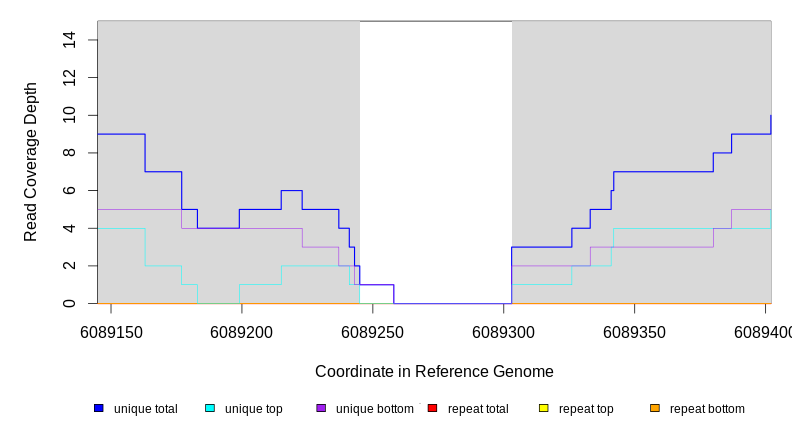 Read Coverage Depth
14
12
10
8
6
4
2
0
6089150 6089200 6089250 6089300 6089350 6089400
Coordinate in Reference Genome
unique total unique top unique bottom repeat total repeat top repeat bottom